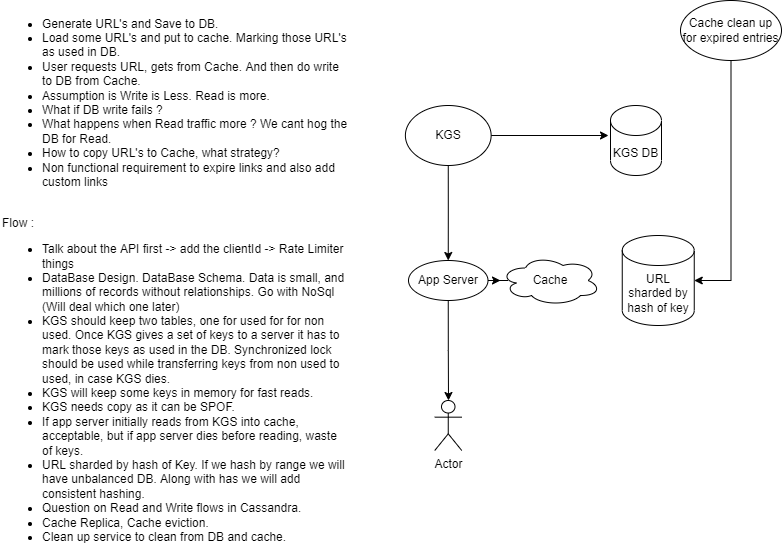 Generate URL's and Save to DB.
Load some URL's and put to cache. Marking those URL's
as used in DB.
User requests URL, gets from Cache. And then do write
to DB from Cache.
Assumption is Write is Less. Read is more.
What if DB write fails ?
What happens when Read traffic more ? We cant hog the
DB for Read.
How to copy URL's to Cache, what strategy?
Non functional requirement to expire links and also add
custom links
Flow :
Talk about the API first -> add the clientId -> Rate Limiter
things
DataBase Design. DataBase Schema. Data is small, and
millions of records without relationships. Go with NoSql
(Will deal which one later)
KGS should keep two tables, one for used for for non
used. Once KGS gives a set of keys to a server it has to
mark those keys as used in the DB. Synchronized lock
should be used while transferring keys from non used to
used, in case KGS dies.
KGS will keep some keys in memory for fast reads.
KGS needs copy as it can be SPOF.
If app server initially reads from KGS into cache,
acceptable, but if app server dies before reading, waste
of keys.
URL sharded by hash of Key. If we hash by range we will
have unbalanced DB. Along with has we will add
consistent hashing.
Question on Read and Write flows in Cassandra.
Cache Replica, Cache eviction.
Clean up service to clean from DB and cache.
Cache clean up
for expired entries
KGS
KGS DB
App Server
Cache
URL
sharded by
hash of key
Actor